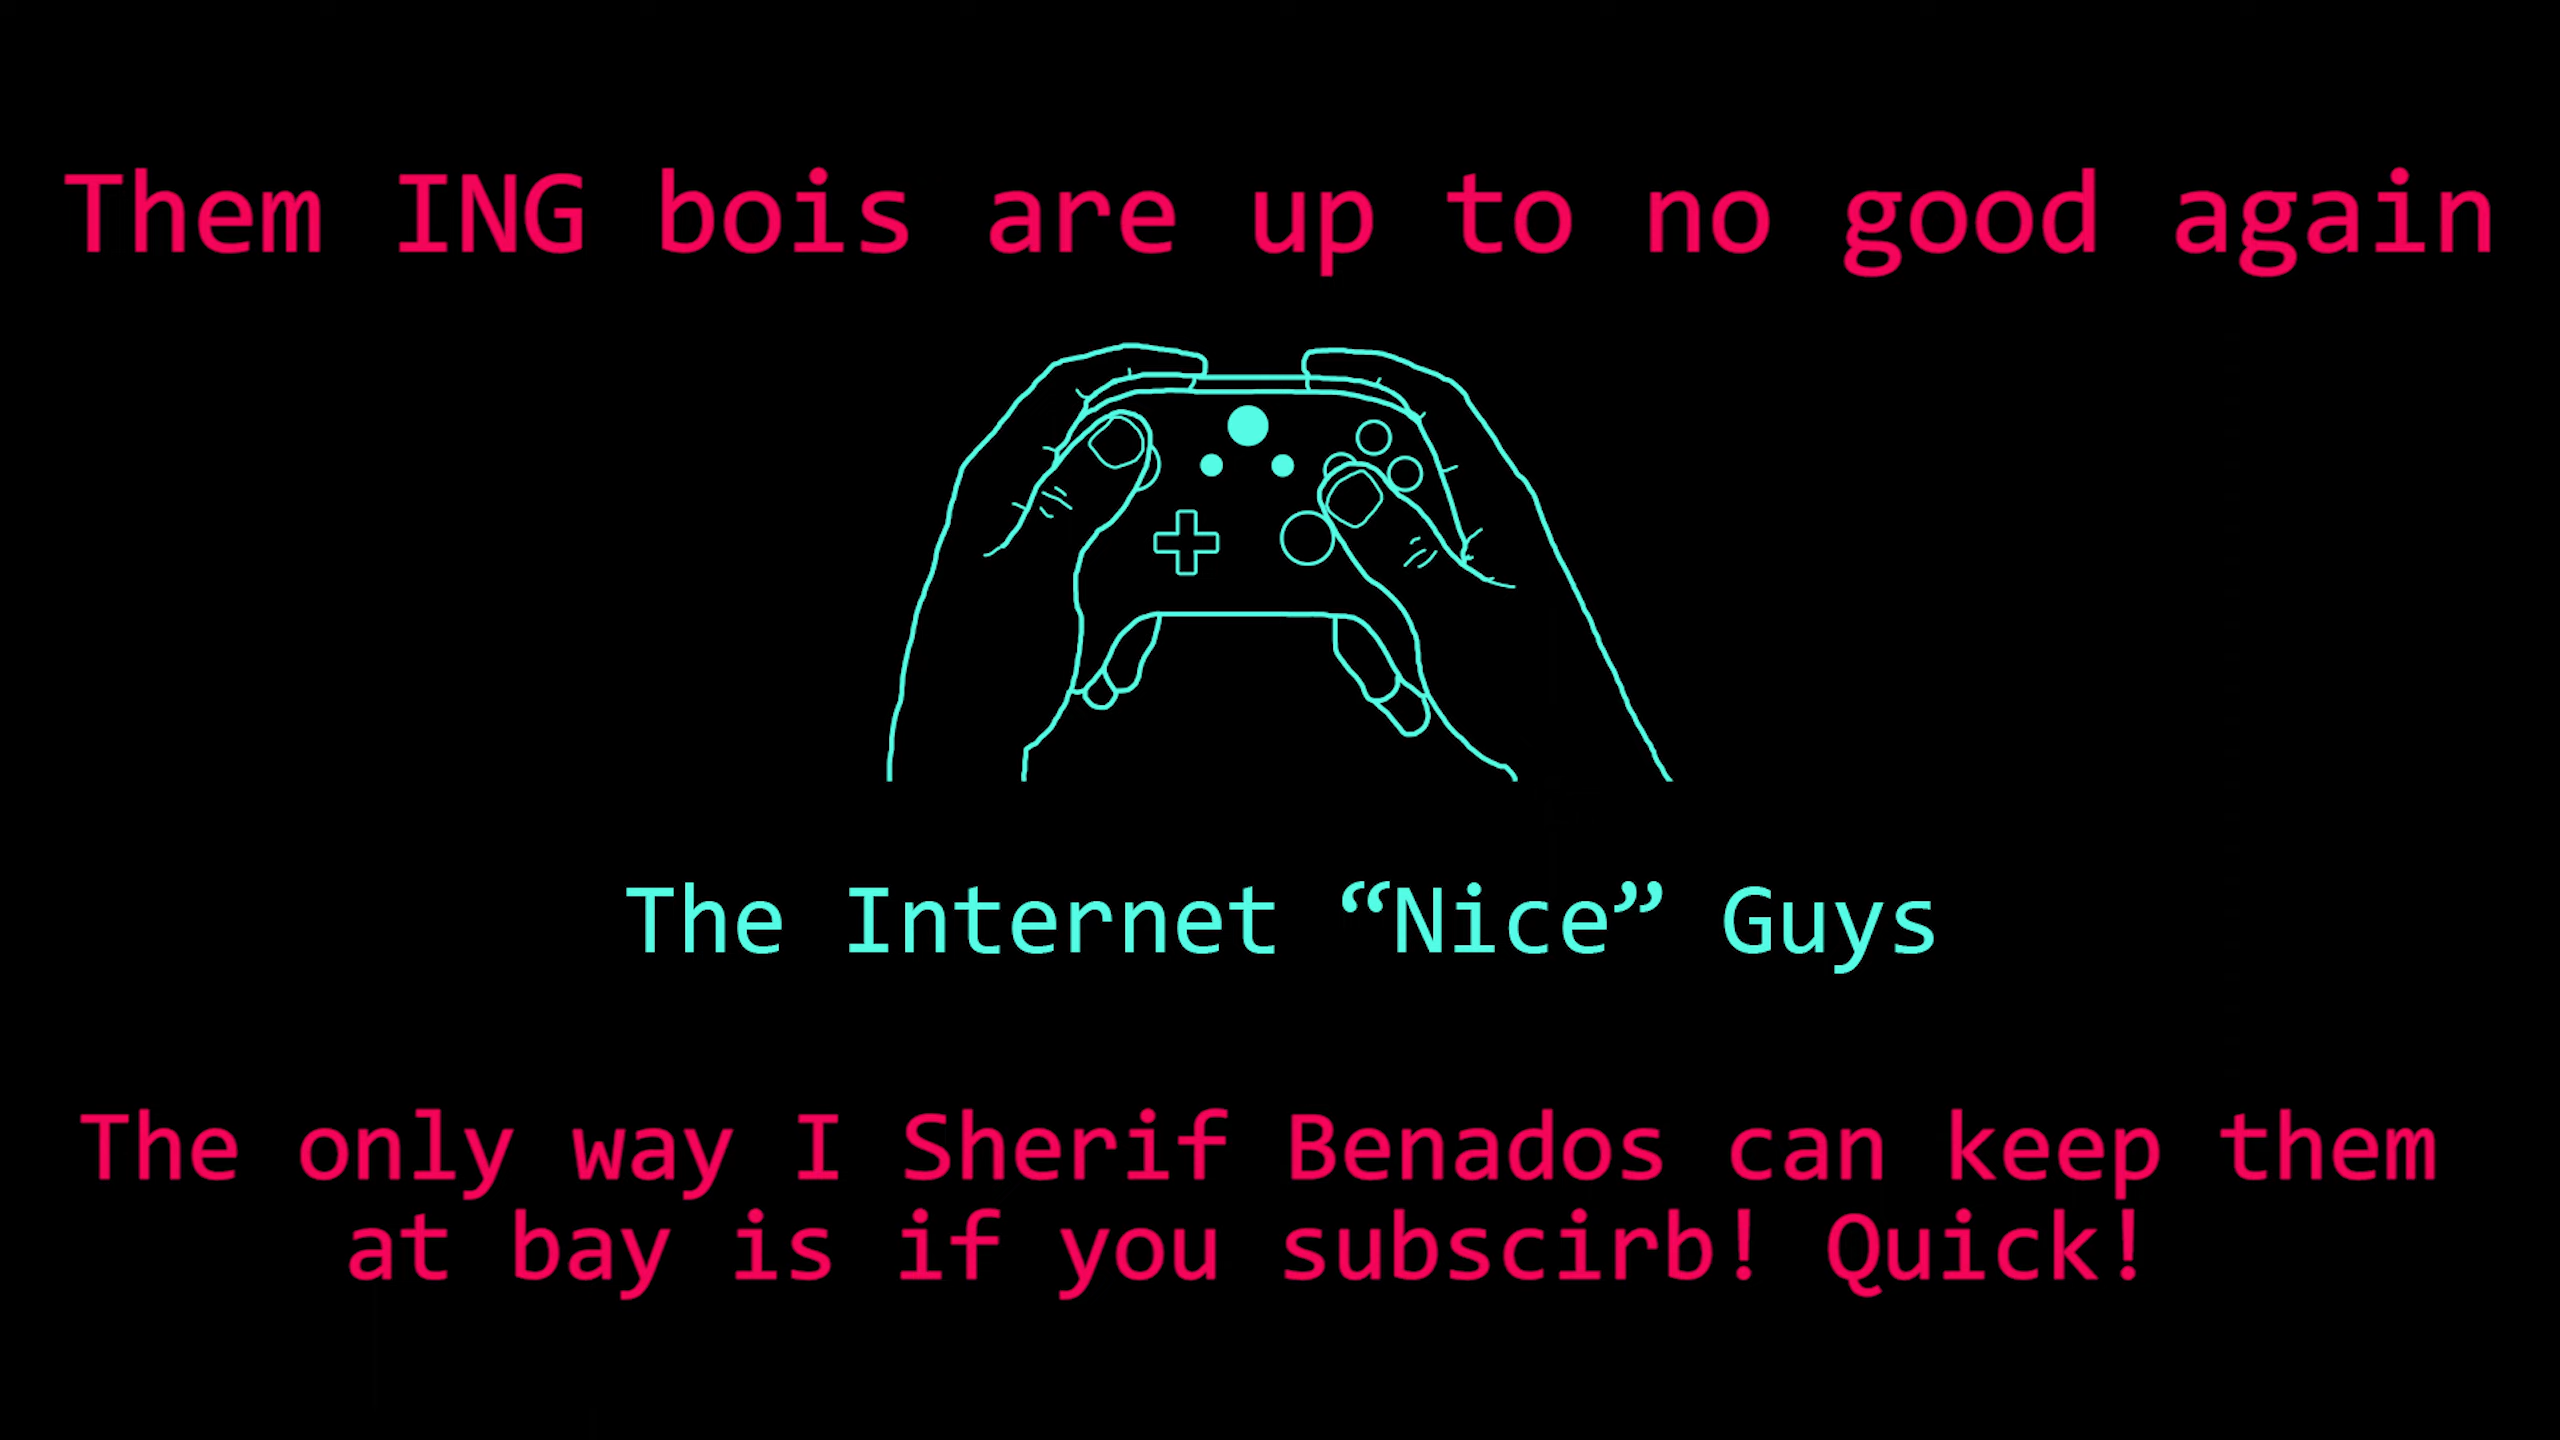 Them ING bois are up to no good again
The Internet “Nice” Guys
The only way I Sherif Benados can keep them
at bay is if you subscirb! Quick!